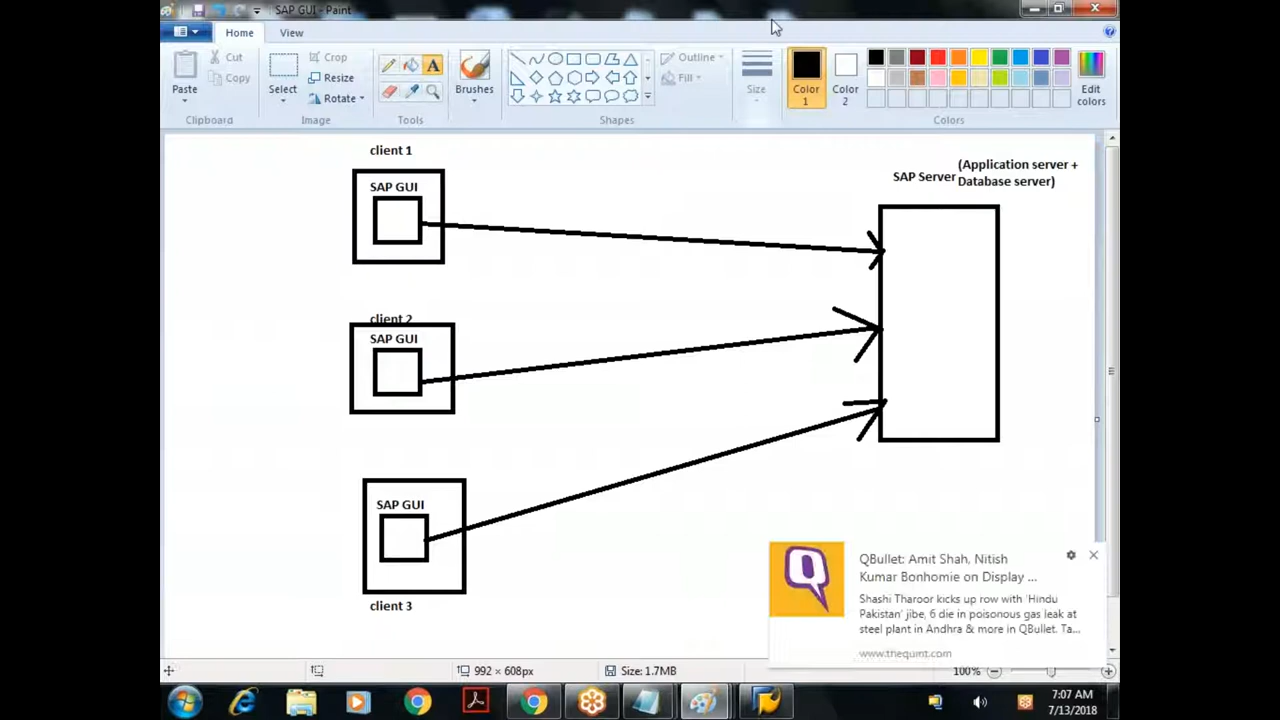 SAP GUI - Paint
Home
View
Paste
Cut
Copy
Clipboard
Select
Crop
Resize
Rotate
Image
A
Tools
Brushes
Shapes
Outline
Fill
Size
Color
1
Color
2
Edit
colors
Colors
client 1
SAP GUI
SAP Server
(Application server +
Database server)
client 2
SAP GUI
SAP GUI
client 3
Q
QBullet: Amit Shah, Nitish
Kumar Bonhomie on Display ...
Shashi Tharoor kicks up row with 'Hindu
Pakistan' jibe, 6 die in poisonous gas leak at
steel plant in Andhra & more in QBullet. Ta...
www.thequint.com
992 × 608px
Size: 1.7MB
100%
7:07 AM
7/13/2018